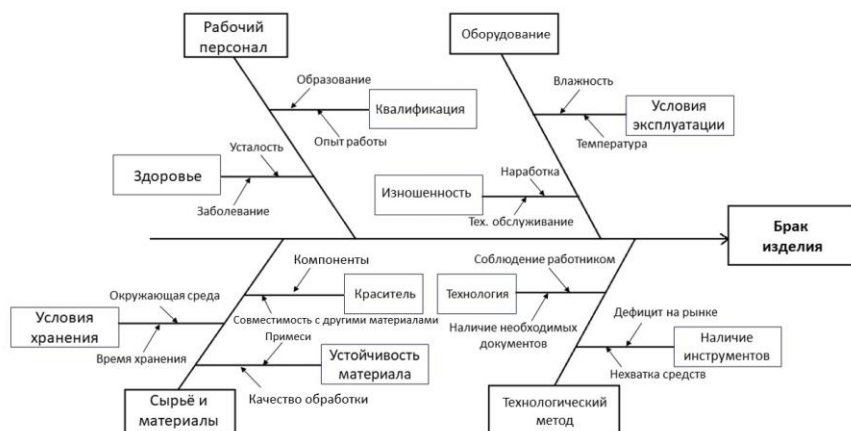 Рабочий
персонал
Оборудование
Образование
Квалификация
Опыт работы
Влажность
Условия
эксплуатации
Температура
Усталость
Здоровье
Заболевание
Наработка
Изношенность
Тех. обслуживание
Брак
изделия
Компоненты
Краситель
Совместимость с другими материалами
Соблюдение работником
Технология
Наличие необходимых
документов
Окружающая среда
Условия
хранения
Время хранения
Примеси
Устойчивость
материала
Качество обработки
Дефицит на рынке
Наличие
инструментов
Нехватка средств
Сырьё и
материалы
Технологический
метод